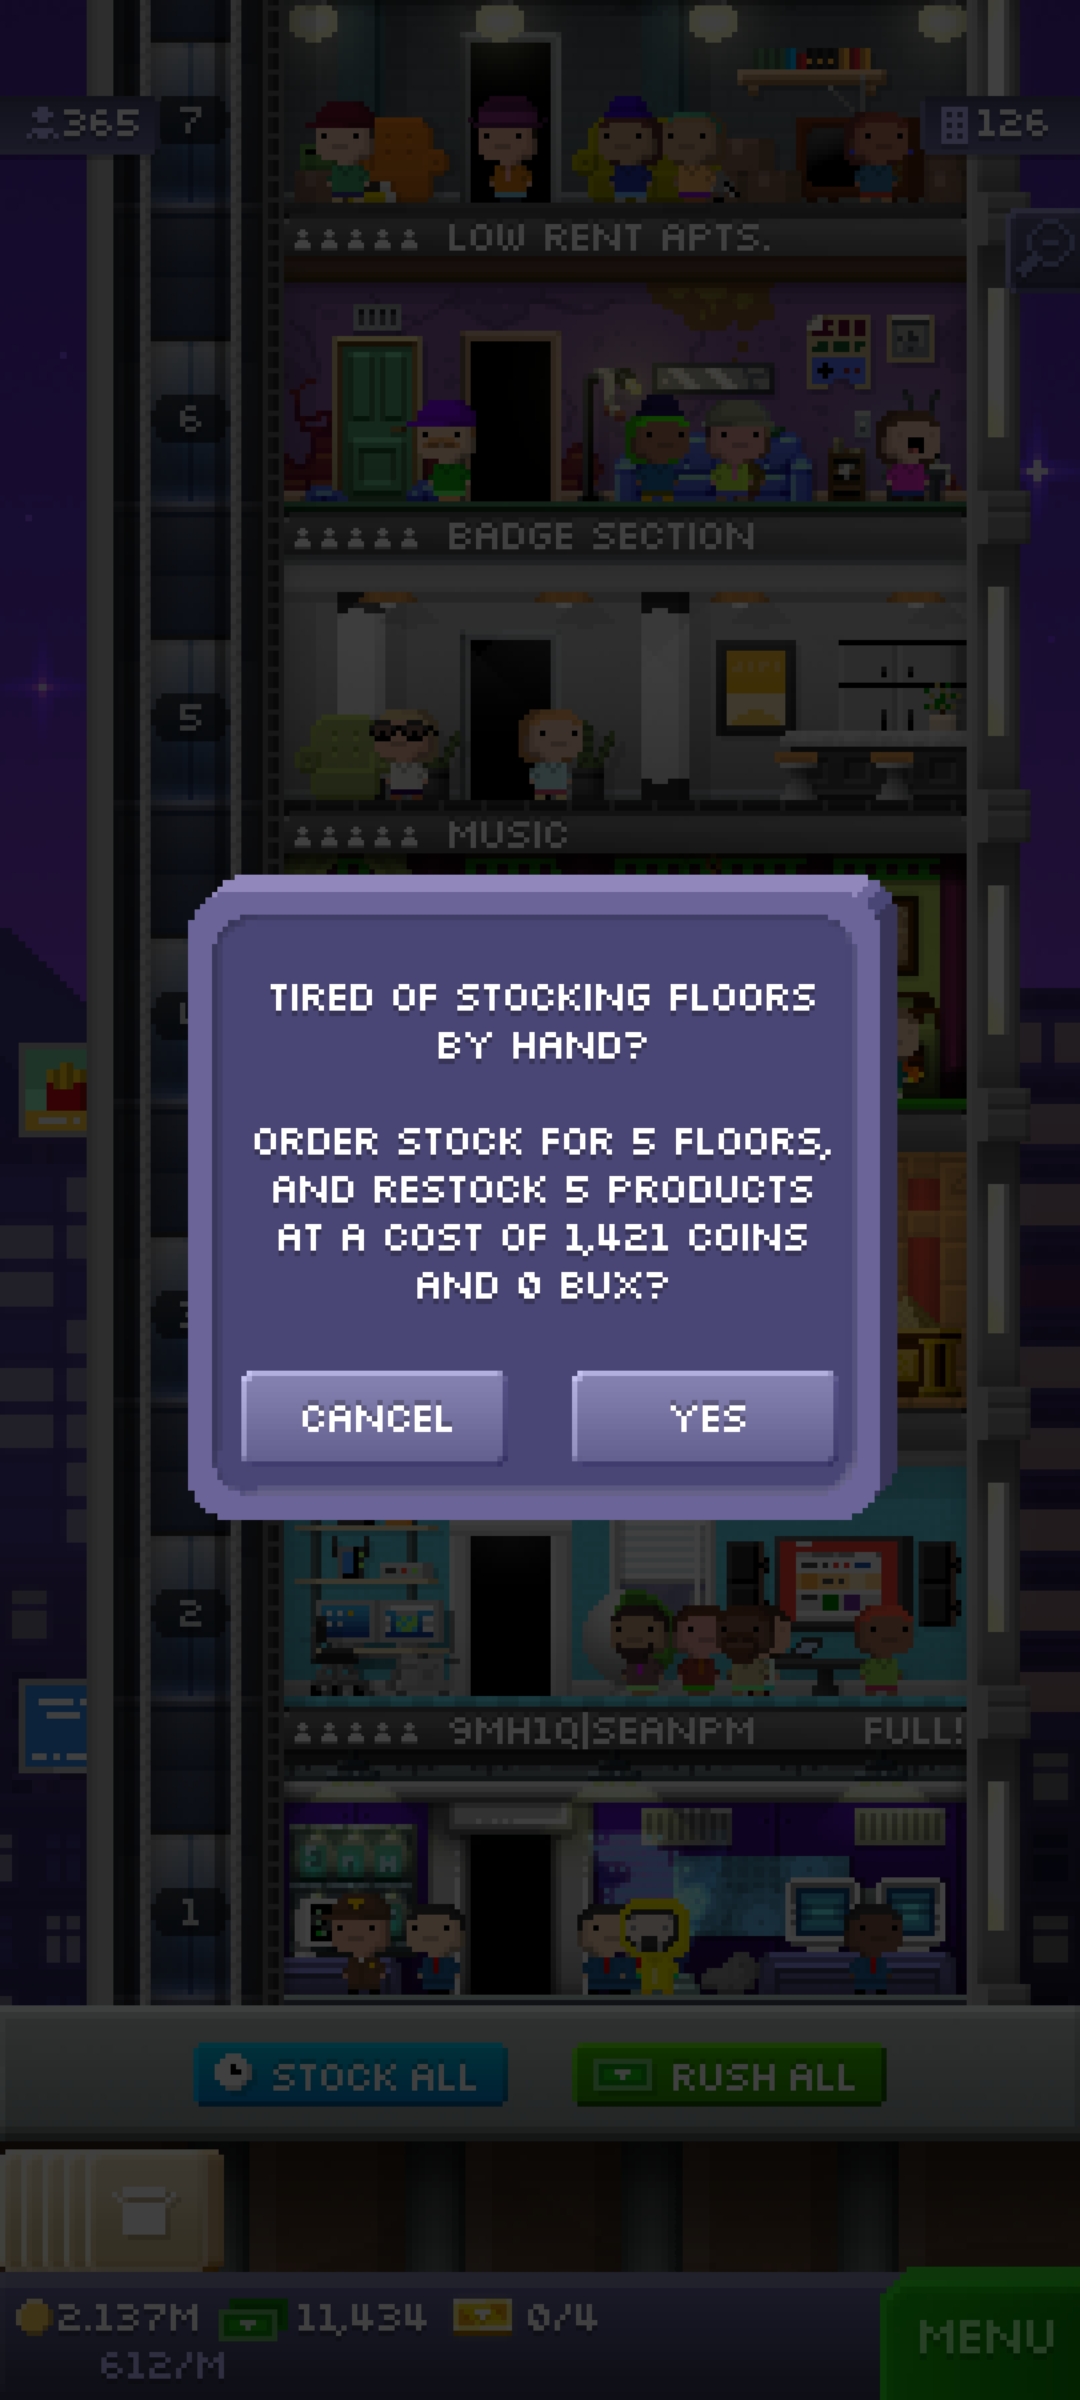 365
7
126
LOW RENT APTS.
6
BADGE SECTION
5
MUSIC
TIRED OF STOCKING FLOORS
BY HAND?
ORDER STOCK FOR 5 FLOORS,
AND RESTOCK 5 PRODUCTS
AT A COST OF 1,421 COINS
AND 0 BUX?
CANCEL
YES
2
9MH1Q|SEANPM
FULL!
1
STOCK ALL
RUSH ALL
2.137M
11,434
0/4
612/M
MENU